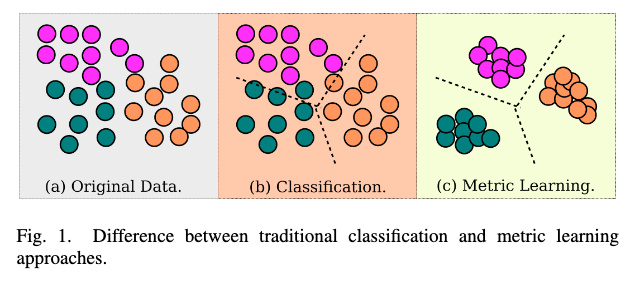 (a) Original Data.
(b) Classification.
(c) Metric Learning.
Fig. 1. Difference between traditional classification and metric learning
approaches.